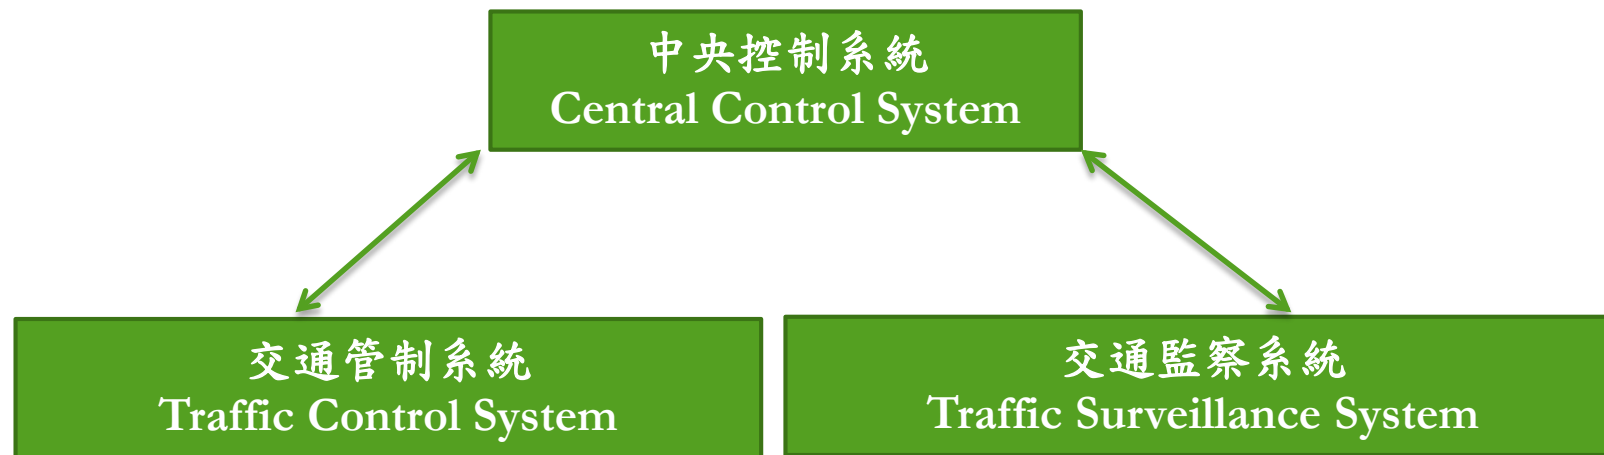 中央控制系統
Central Control System
交通管制系統
Traffic Control System
交通監察系統
Traffic Surveillance System